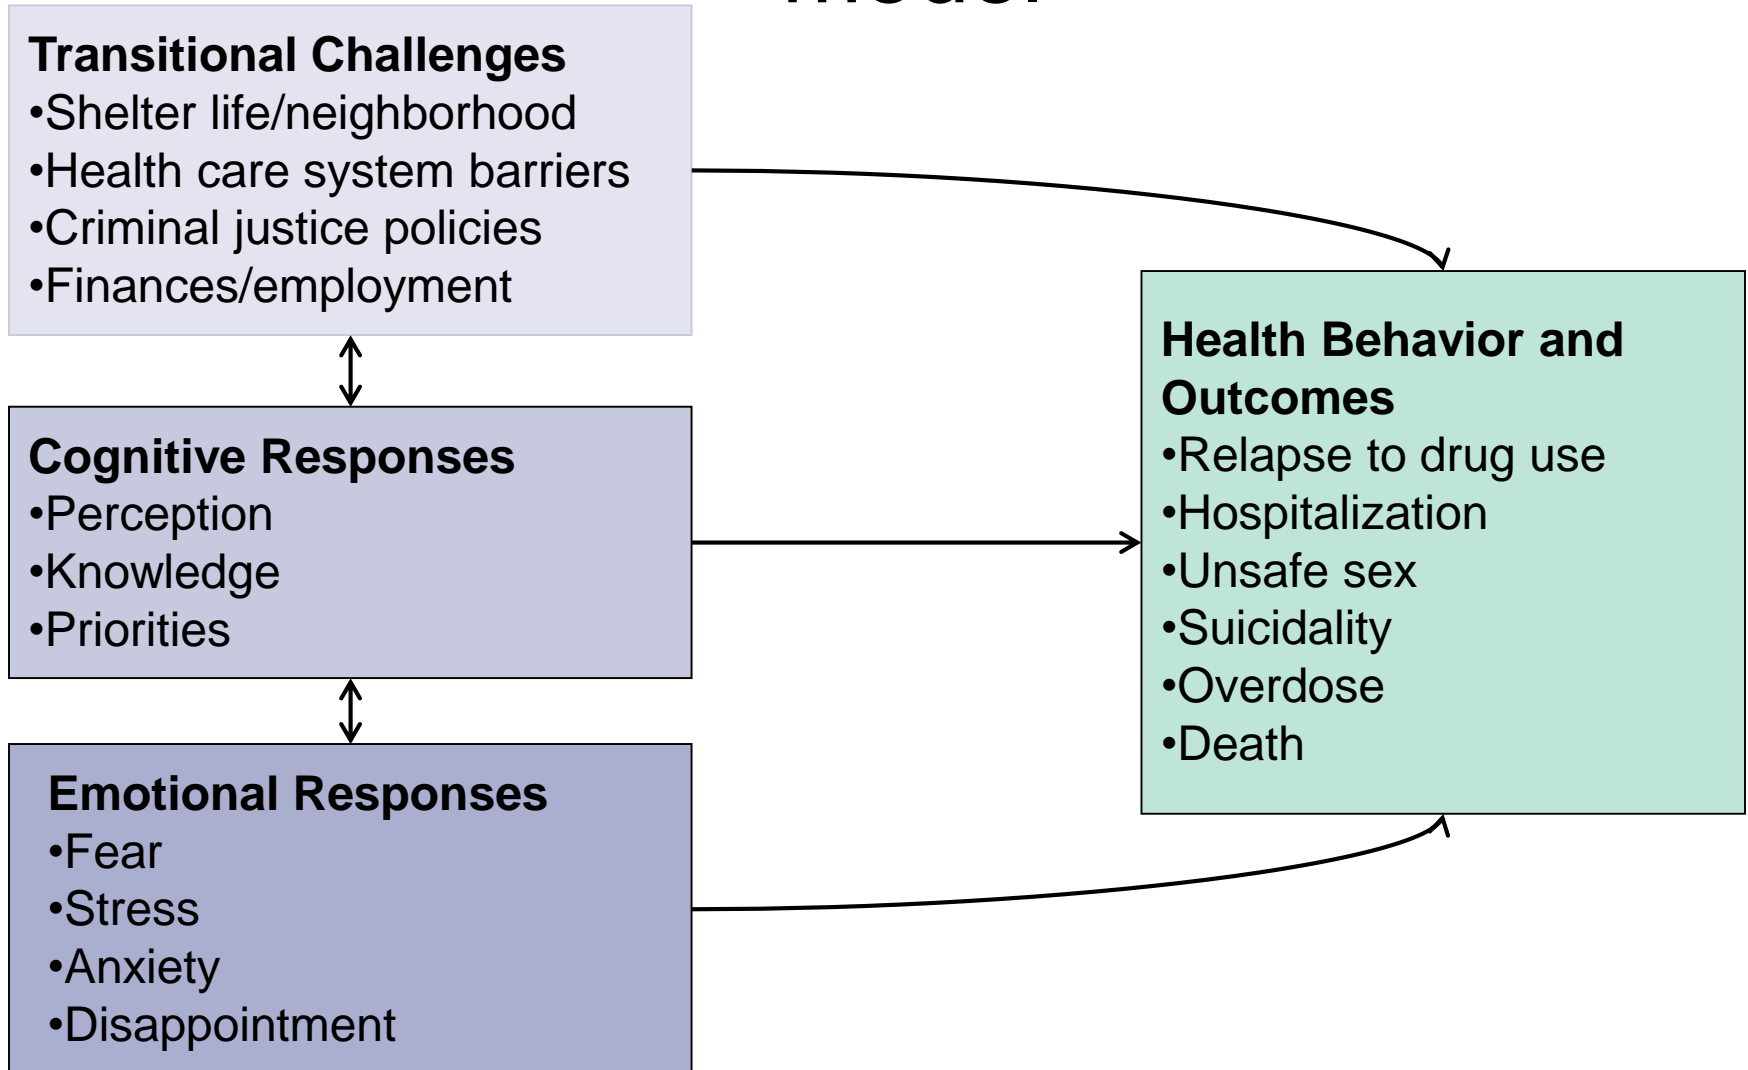 model
Transitional Challenges
•Shelter life/neighborhood
•Health care system barriers
•Criminal justice policies
•Finances/employment
Cognitive Responses
•Perception
•Knowledge
•Priorities
Emotional Responses
•Fear
•Stress
•Anxiety
•Disappointment
Health Behavior and
Outcomes
•Relapse to drug use
•Hospitalization
•Unsafe sex
•Suicidality
•Overdose
•Death